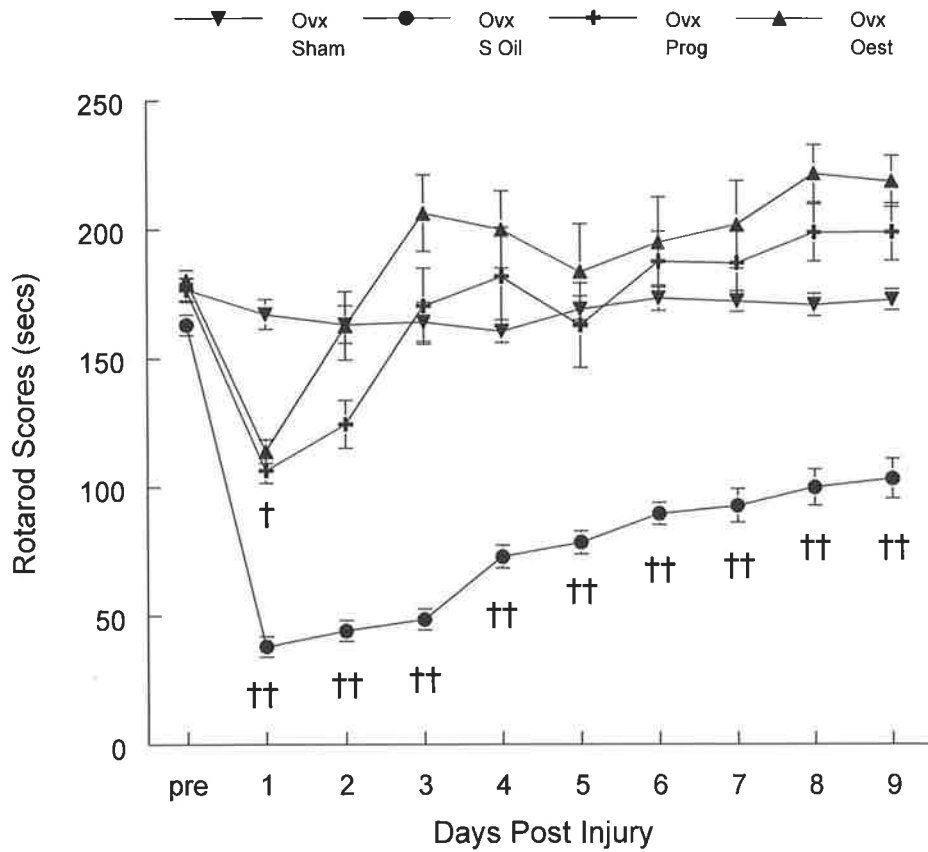 Ovx Ovx Ovx Ovx
Sham S Oil Prog Oest
250
200
150
100
50
0
Rotarod Scores (secs)
†
†† †† †† †† †† †† †† †† ††
pre 1 2 3 4 5 6 7 8 9
Days Post Injury